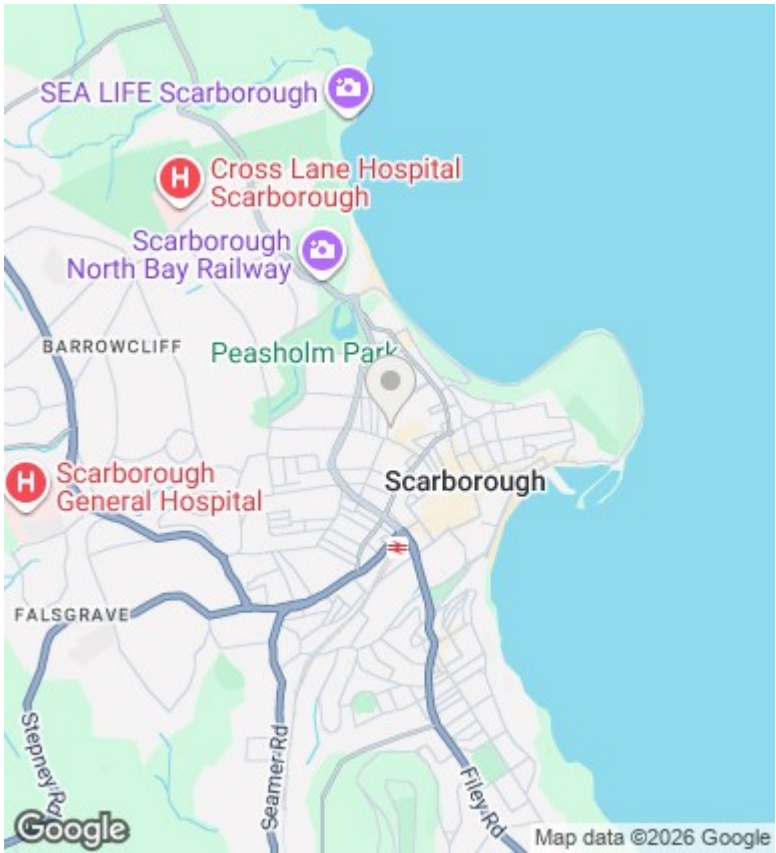 SEA LIFE Scarborough
H
Cross Lane Hospital
Scarborough
Scarborough
North Bay Railway
BARROWCLIFF
Peasholm Park
Scarborough
H
Scarborough
General Hospital
FALSGRAVE
Stepney Rd
Seamer Rd
Filey Rd
Google
Map data ©2026 Google